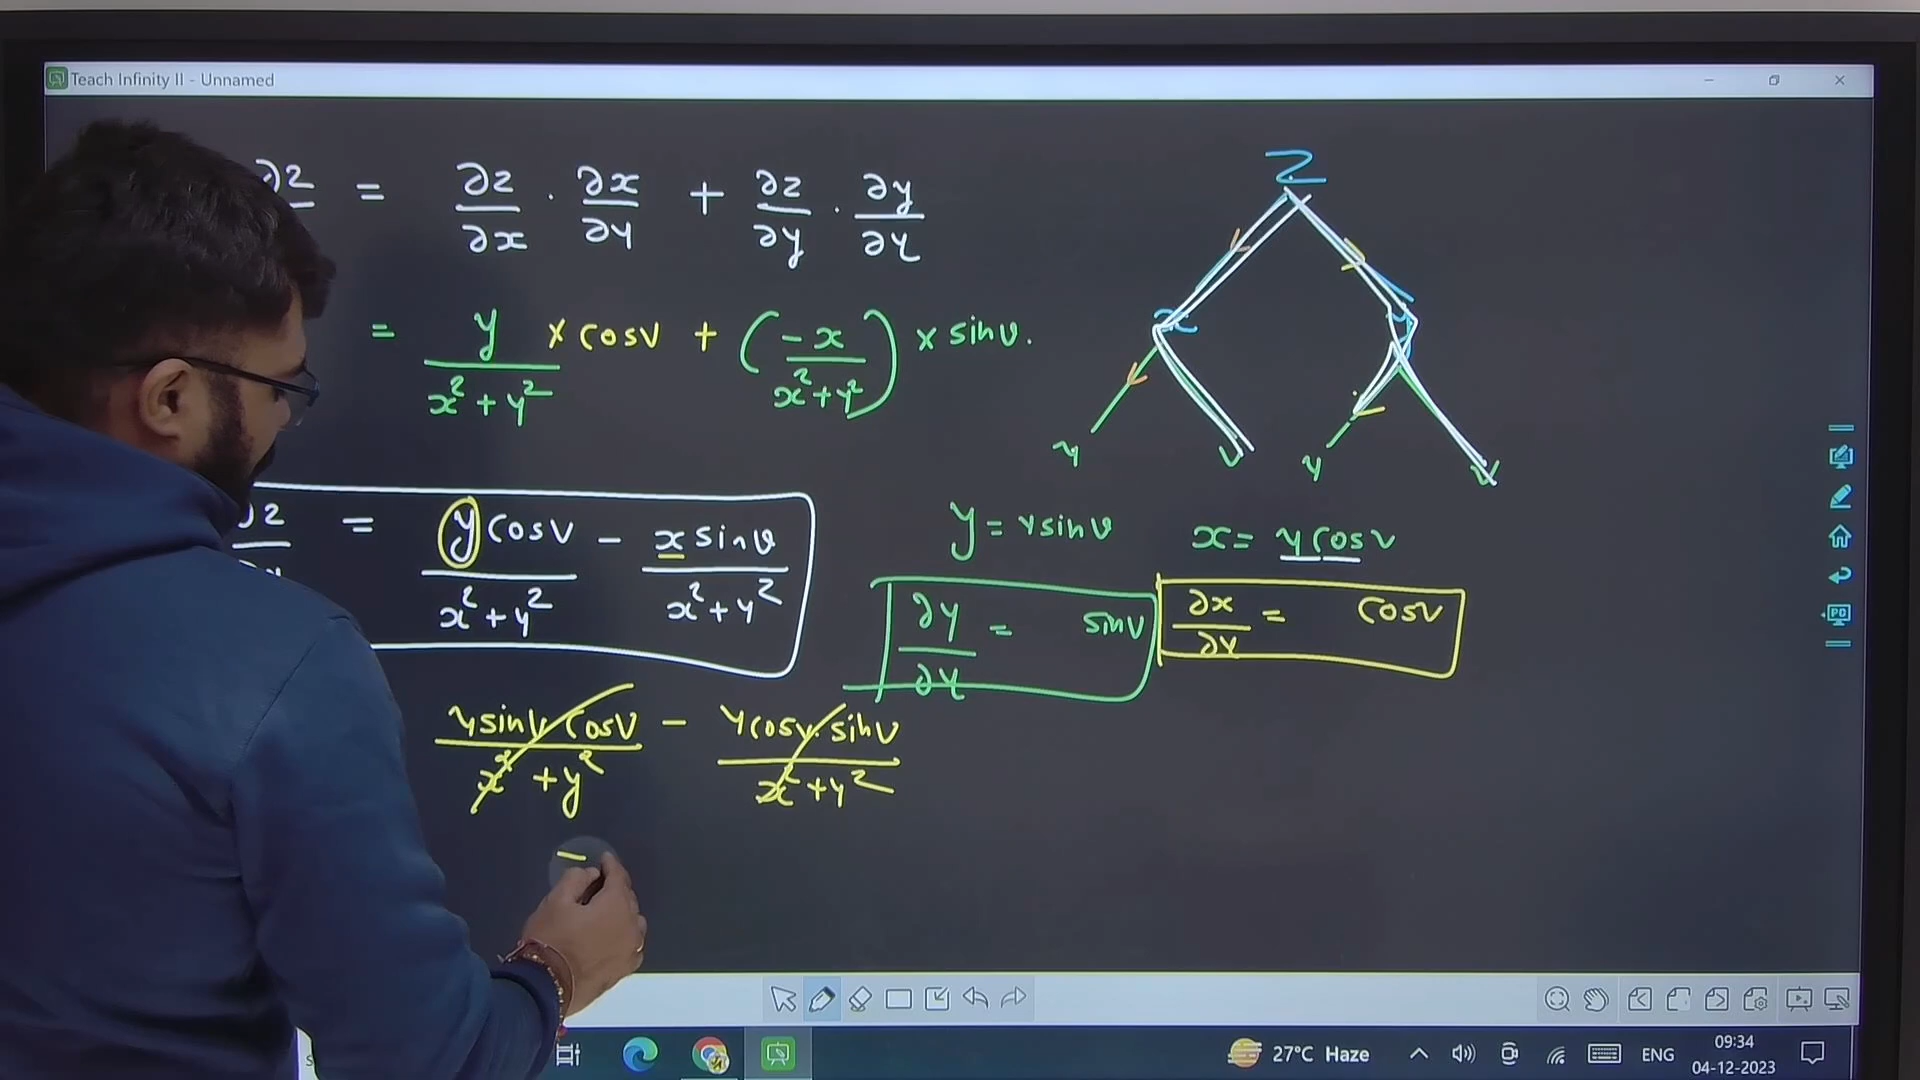 Teach Infinity II - Unnamed
∂z = ∂z/∂x · ∂x/∂r + ∂z/∂y · ∂y/∂r
= y/(x²+y²) × cosv + (-x/(x²+y²)) × sinv.
∂z = y cosv/(x²+y²) - x sinv/(x²+y²)
r sinv cosv/(x²+y²) - r cosv. sinv/(x²+y²)
=
Z
x y
r v r v
y = r sinv x = r cosv
∂y/∂r = sinv ∂x/∂r = cosv
27°C Haze
ENG
09:34
04-12-2023